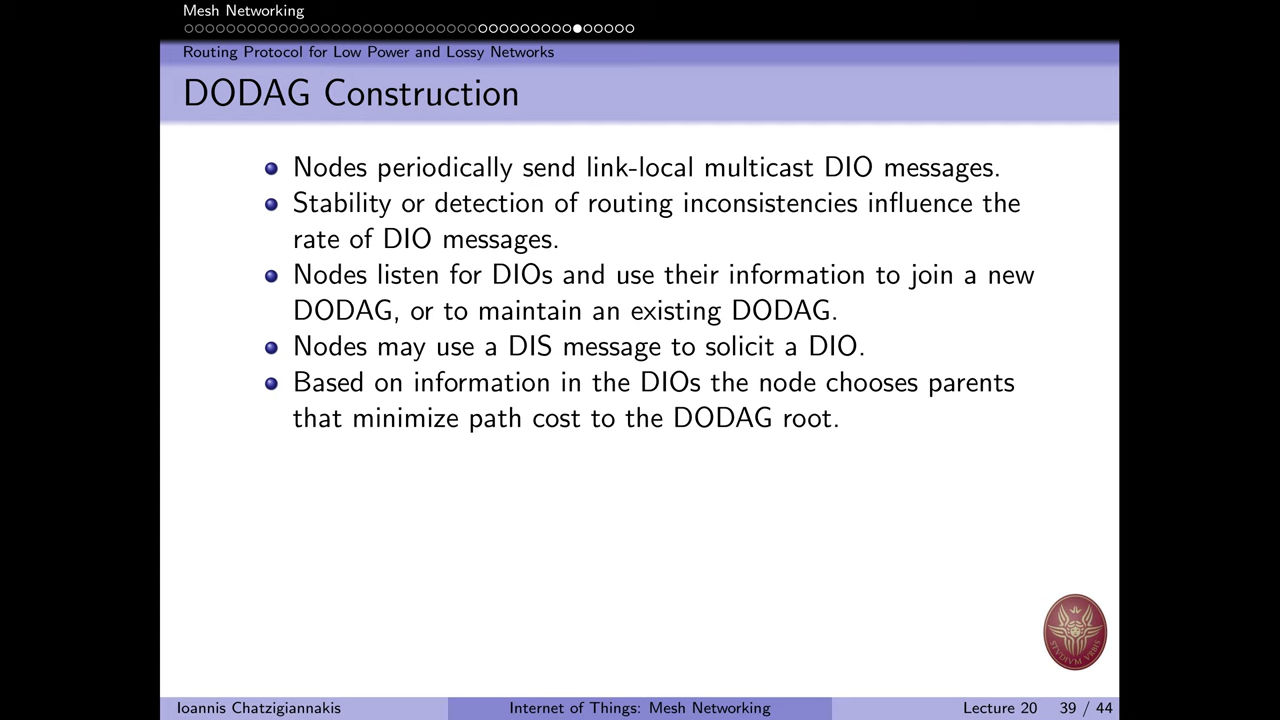 Mesh Networking
Routing Protocol for Low Power and Lossy Networks
DODAG Construction
Nodes periodically send link-local multicast DIO messages.
Stability or detection of routing inconsistencies influence the
rate of DIO messages.
Nodes listen for DIOs and use their information to join a new
DODAG, or to maintain an existing DODAG.
Nodes may use a DIS message to solicit a DIO.
Based on information in the DIOs the node chooses parents
that minimize path cost to the DODAG root.
STVDIVM VRBIS
Ioannis Chatzigiannakis
Internet of Things: Mesh Networking
Lecture 20 39 / 44